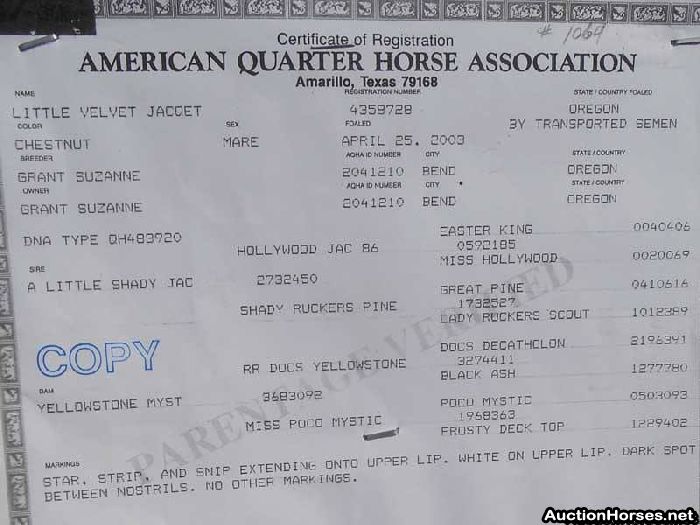 # 1064
Certificate of Registration
AMERICAN QUARTER HORSE ASSOCIATION
Amarillo, Texas 79168
NAME REGISTRATION NUMBER STATE / COUNTRY FOALED
LITTLE VELVET JACGET 4359728 OREGON
COLOR SEX FOALED BY TRANSPORTED SEMEN
CHESTNUT MARE APRIL 25, 2003
BREEDER AQHA ID NUMBER CITY STATE / COUNTRY
GRANT SUZANNE 2041210 BEND OREGON
OWNER AQHA ID NUMBER CITY STATE / COUNTRY
GRANT SUZANNE 2041210 BEND OREGON
EASTER KING 0040406
DNA TYPE QH483920 HOLLYWOOD JAC 86 0592185
MISS HOLLYWOOD 0020069
SIRE
A LITTLE SHADY JAC 2732450
GREAT PINE 0410616
SHADY RUCKERS PINE 1732527
LADY RUCKERS SCOUT 1012389
COPY
PARENTAGE VERIFIED
DOCS DECATHLON 2196391
RR DOCS YELLOWSTONE 3274411
BLACK ASH 1277780
DAM
YELLOWSTONE MYST 3683092
POCO MYSTIC 0503093
MISS POCO MYSTIC 1968363
FROSTY DECK TOP 1229402
MARKINGS
STAR, STRIP, AND SNIP EXTENDING ONTO UPPER LIP. WHITE ON UPPER LIP. DARK SPOT
BETWEEN NOSTRILS. NO OTHER MARKINGS.
AuctionHorses.net